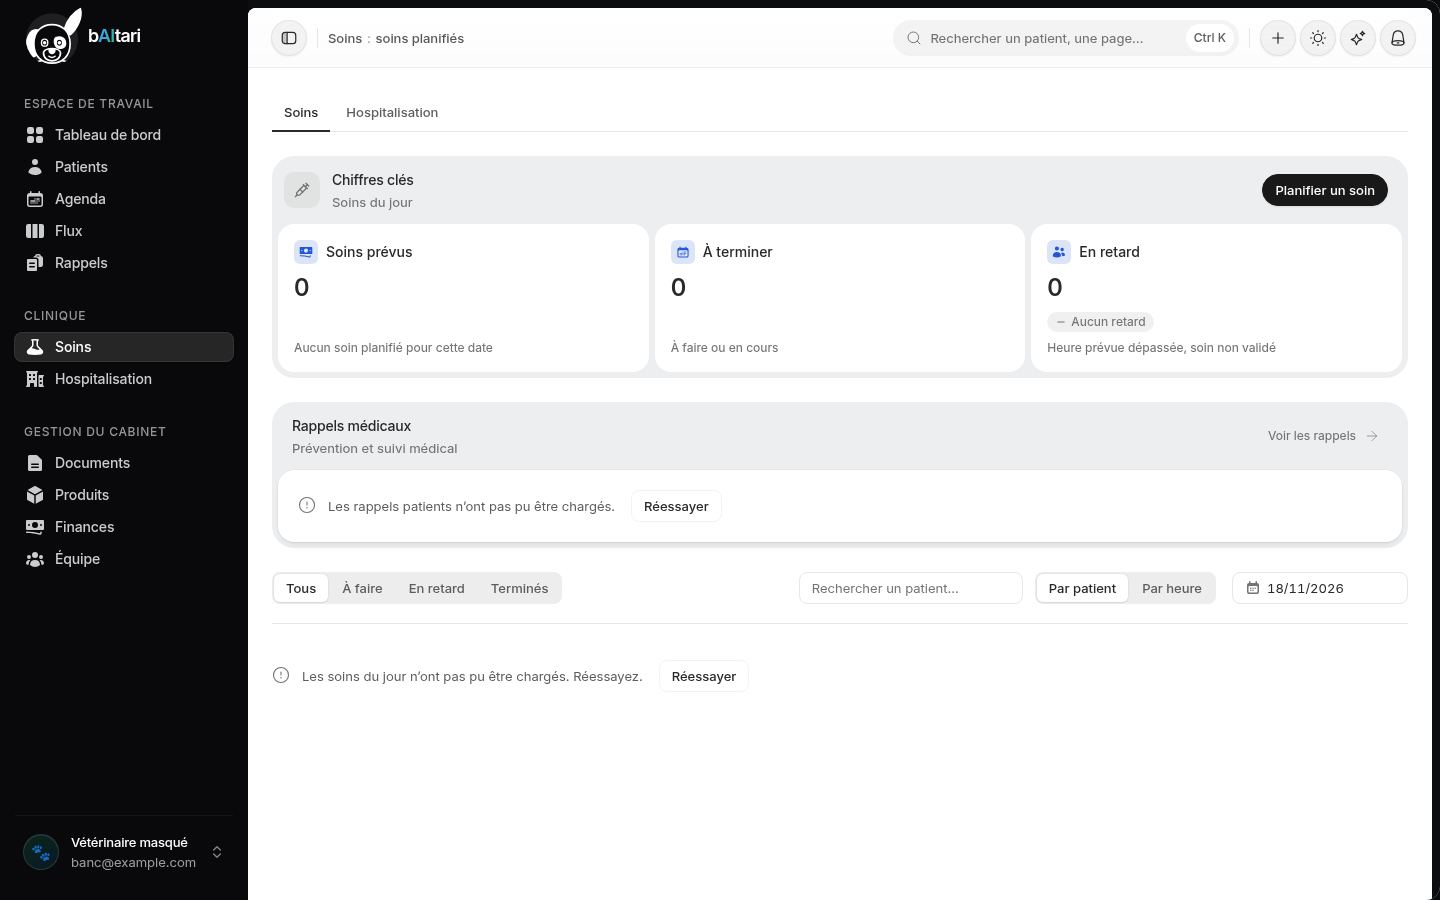 bAItari
Soins : soins planifiés
Rechercher un patient, une page...
Ctrl K
ESPACE DE TRAVAIL
Tableau de bord
Patients
Agenda
Flux
Rappels
CLINIQUE
Soins
Hospitalisation
GESTION DU CABINET
Documents
Produits
Finances
Équipe
Vétérinaire masqué
banc@example.com
Soins
Hospitalisation
Chiffres clés
Soins du jour
Planifier un soin
Soins prévus
0
Aucun soin planifié pour cette date
À terminer
0
À faire ou en cours
En retard
0
– Aucun retard
Heure prévue dépassée, soin non validé
Rappels médicaux
Prévention et suivi médical
Voir les rappels →
Les rappels patients n’ont pas pu être chargés.
Réessayer
Tous
À faire
En retard
Terminés
Rechercher un patient...
Par patient
Par heure
18/11/2026
Les soins du jour n’ont pas pu être chargés. Réessayez.
Réessayer